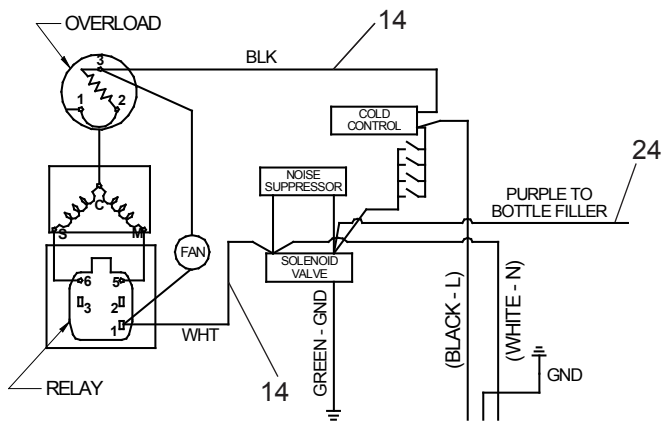 OVERLOAD
14
3
BLK
1
2
COLD
CONTROL
24
NOISE
SUPPRESSOR
PURPLE TO
BOTTLE FILLER
C
S
M
FAN
SOLENOID
VALVE
6
5
3
2
1
WHT
GREEN - GND
(BLACK - L)
(WHITE - N)
GND
RELAY
14